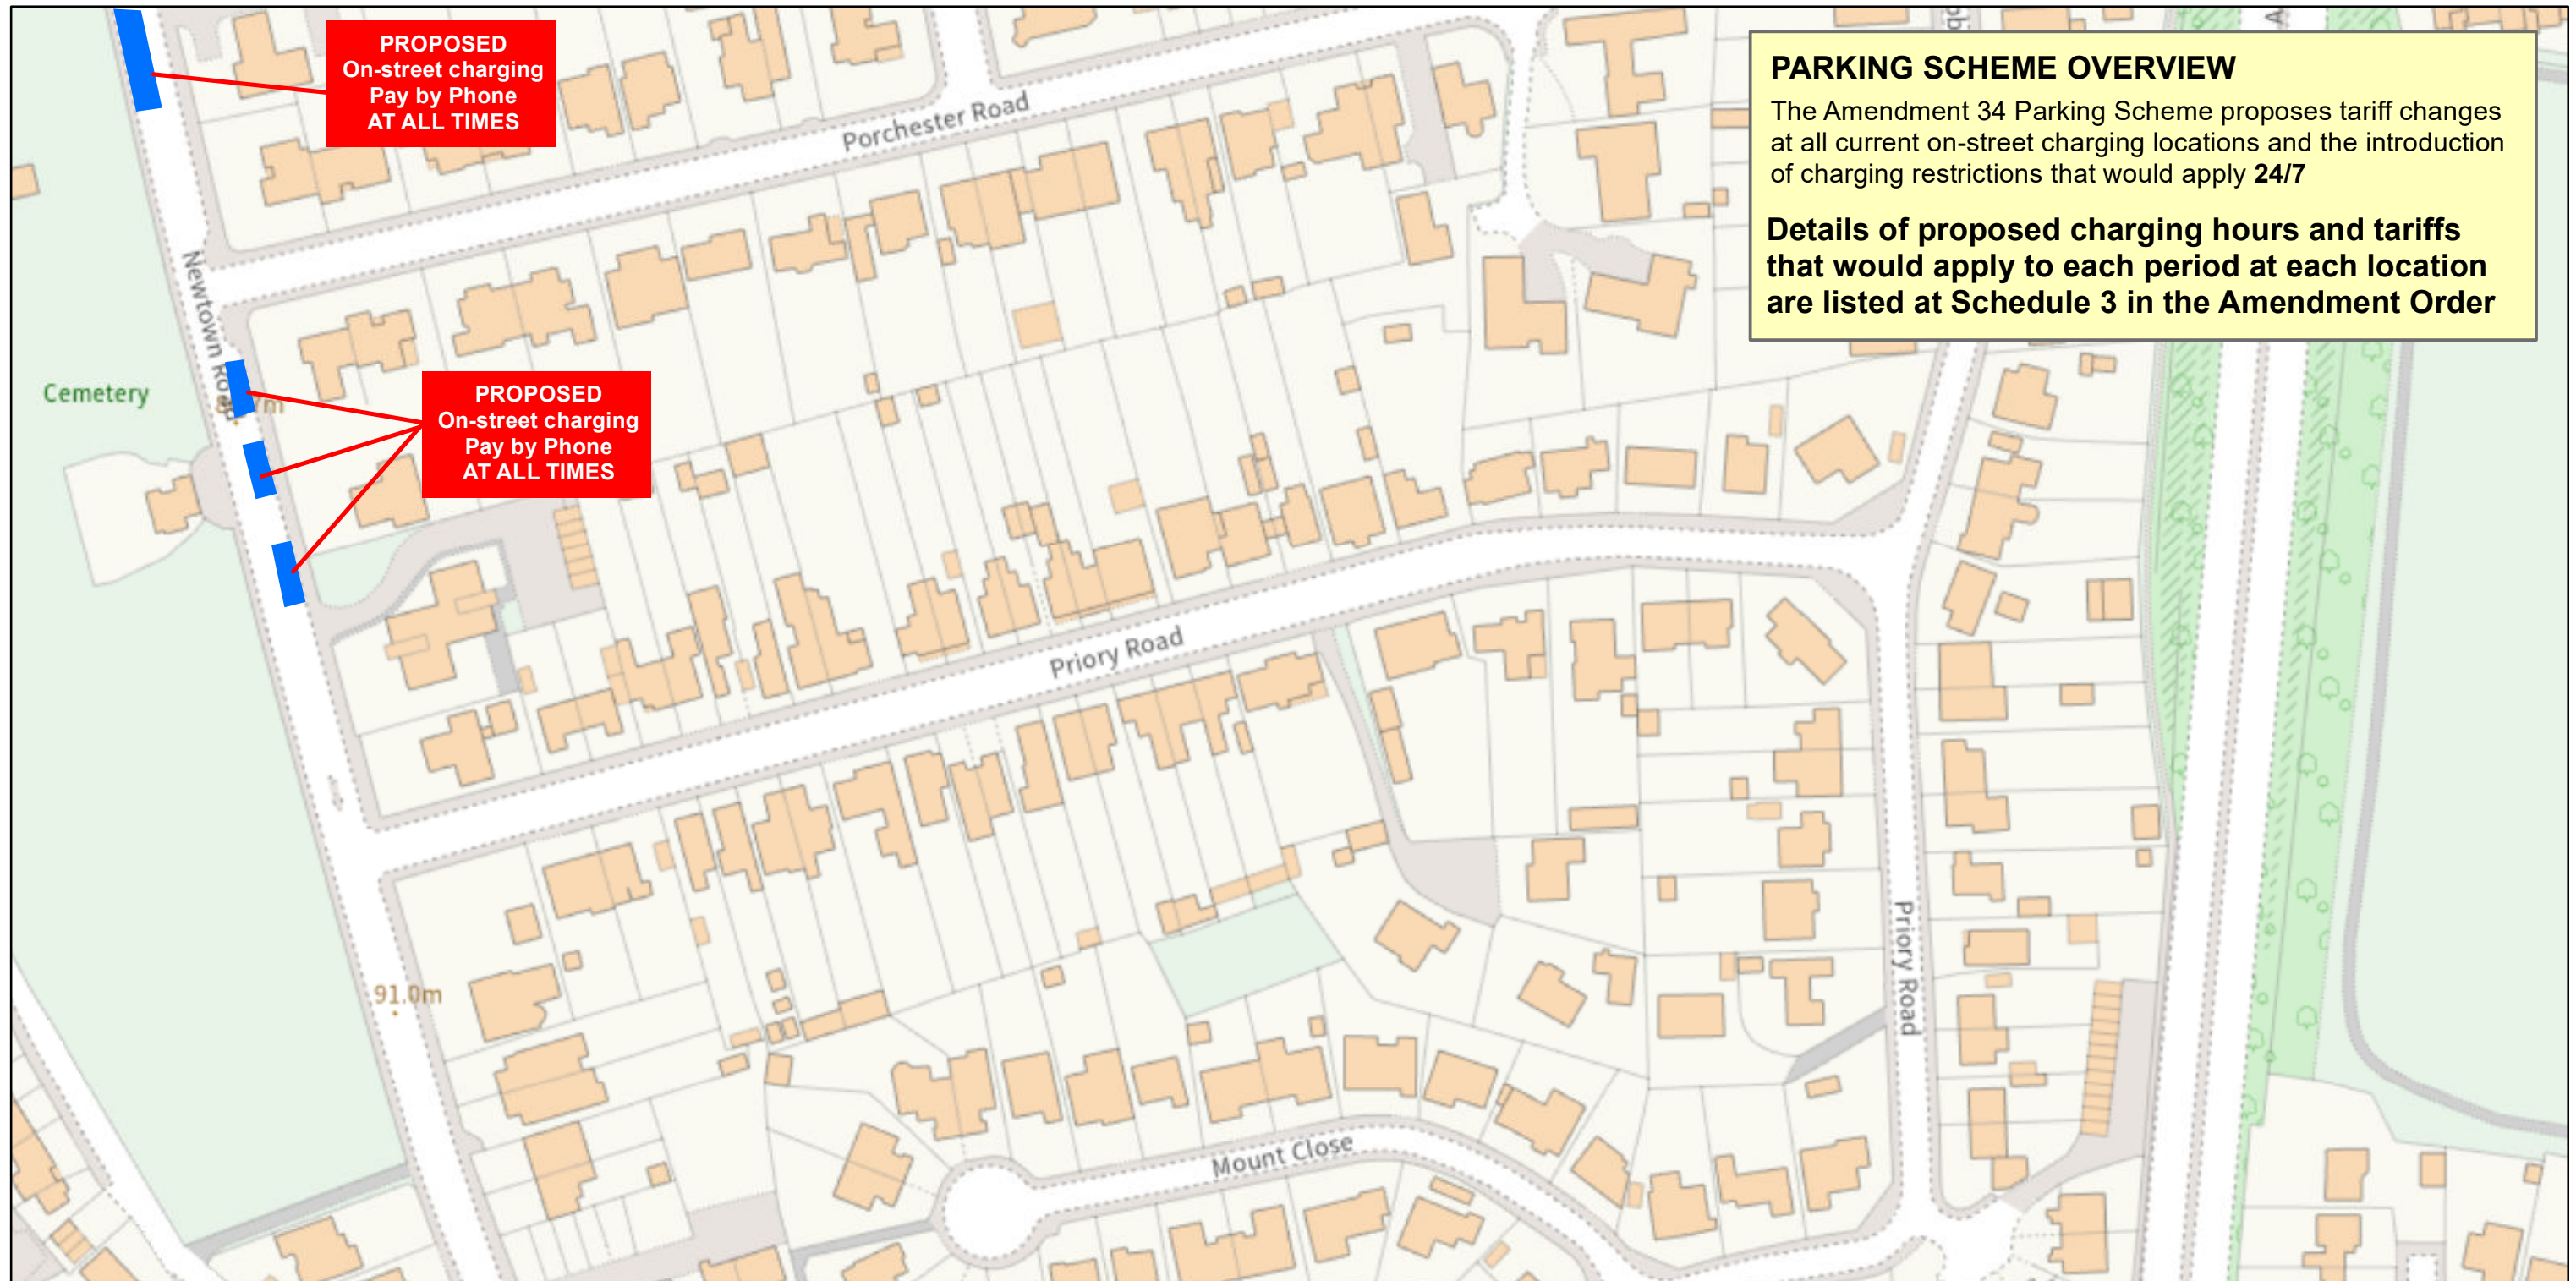 PROPOSED
On-street charging
Pay by Phone
AT ALL TIMES
PARKING SCHEME OVERVIEW
The Amendment 34 Parking Scheme proposes tariff changes
at all current on-street charging locations and the introduction
of charging restrictions that would apply 24/7
Details of proposed charging hours and tariffs
that would apply to each period at each location
are listed at Schedule 3 in the Amendment Order
Porchester Road
Newtown Road
Cemetery
PROPOSED
On-street charging
Pay by Phone
AT ALL TIMES
Priory Road
Priory Road
91.0m
Mount Close
A